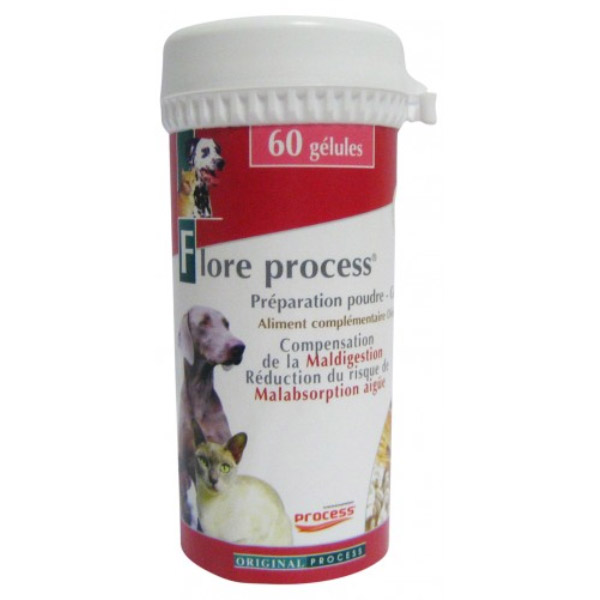 60 gélules
Flore process®
Préparation poudre -
Aliment complémentaire
Compensation
de la Maldigestion
Réduction du risque de
Malabsorption aigüe
process®
ORIGINAL PROCESS